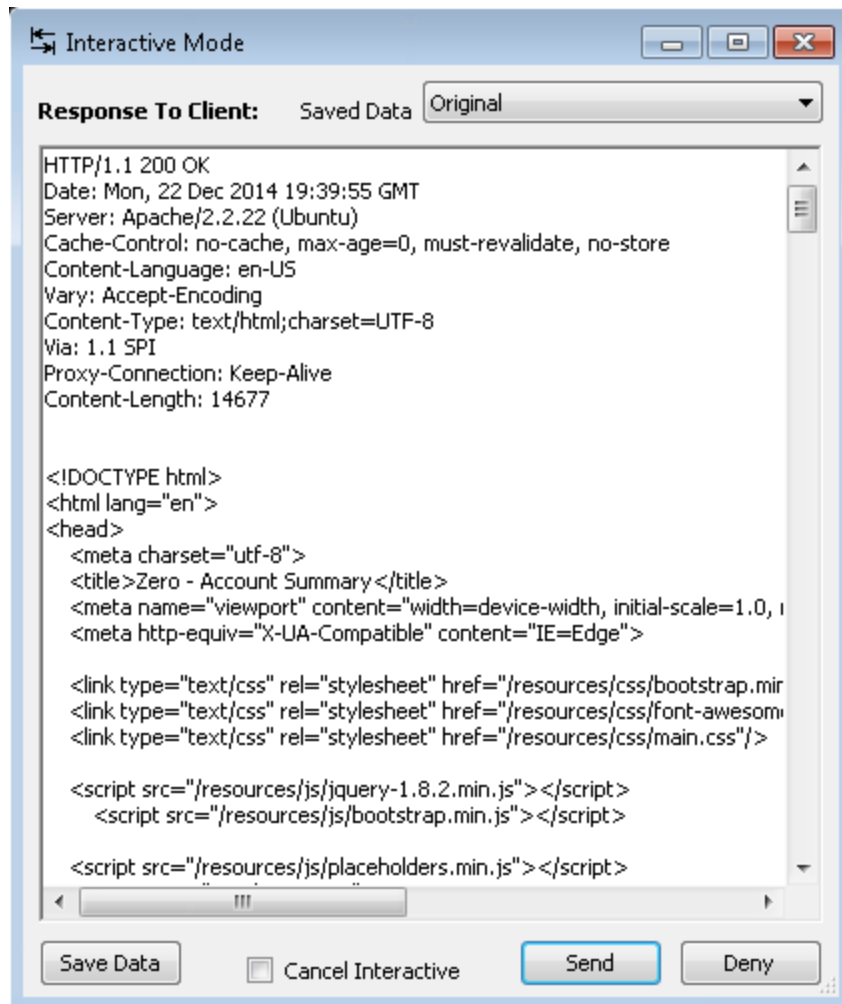 Interactive Mode
Response To Client: Saved Data Original
HTTP/1.1 200 OK
Date: Mon, 22 Dec 2014 19:39:55 GMT
Server: Apache/2.2.22 (Ubuntu)
Cache-Control: no-cache, max-age=0, must-revalidate, no-store
Content-Language: en-US
Vary: Accept-Encoding
Content-Type: text/html;charset=UTF-8
Via: 1.1 SPI
Proxy-Connection: Keep-Alive
Content-Length: 14677
<!DOCTYPE html>
<html lang="en">
<head>
<meta charset="utf-8">
<title>Zero - Account Summary</title>
<meta name="viewport" content="width=device-width, initial-scale=1.0,
<meta http-equiv="X-UA-Compatible" content="IE=Edge">
<link type="text/css" rel="stylesheet" href="/resources/css/bootstrap.mir
<link type="text/css" rel="stylesheet" href="/resources/css/font-awesom
<link type="text/css" rel="stylesheet" href="/resources/css/main.css"/>
<script src="/resources/js/jquery-1.8.2.min.js"></script>
<script src="/resources/js/bootstrap.min.js"></script>
<script src="/resources/js/placeholders.min.js"></script>
Save Data Cancel Interactive Send Deny